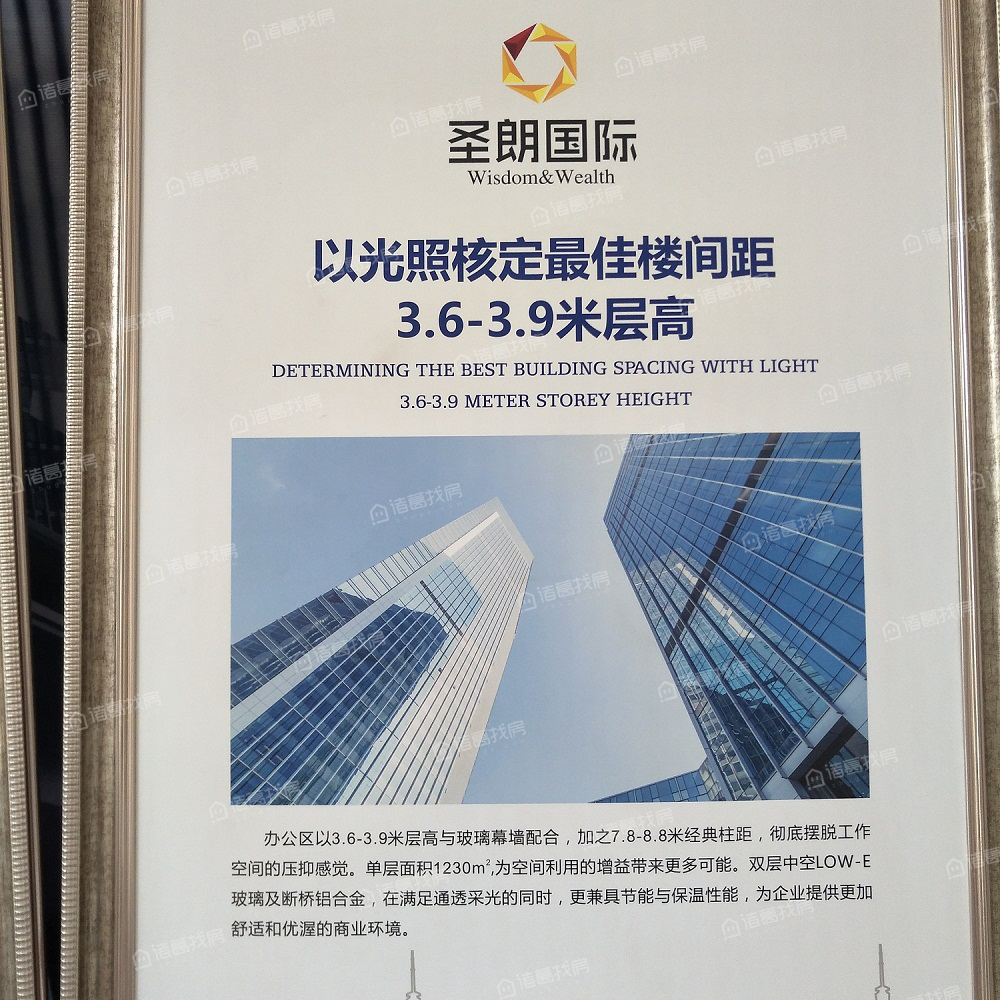 圣朗国际
Wisdom&Wealth
以光照核定最佳楼间距
3.6-3.9米层高
DETERMINING THE BEST BUILDING SPACING WITH LIGHT
3.6-3.9 METER STOREY HEIGHT
办公区以3.6-3.9米层高与玻璃幕墙配合，加之7.8-8.8米经典柱距，彻底摆脱工作
空间的压抑感觉。单层面积1230m²,为空间利用的增益带来更多可能。双层中空LOW-E
玻璃及断桥铝合金，在满足通透采光的同时，更兼具节能与保温性能，为企业提供更加
舒适和优渥的商业环境。
诸葛找房